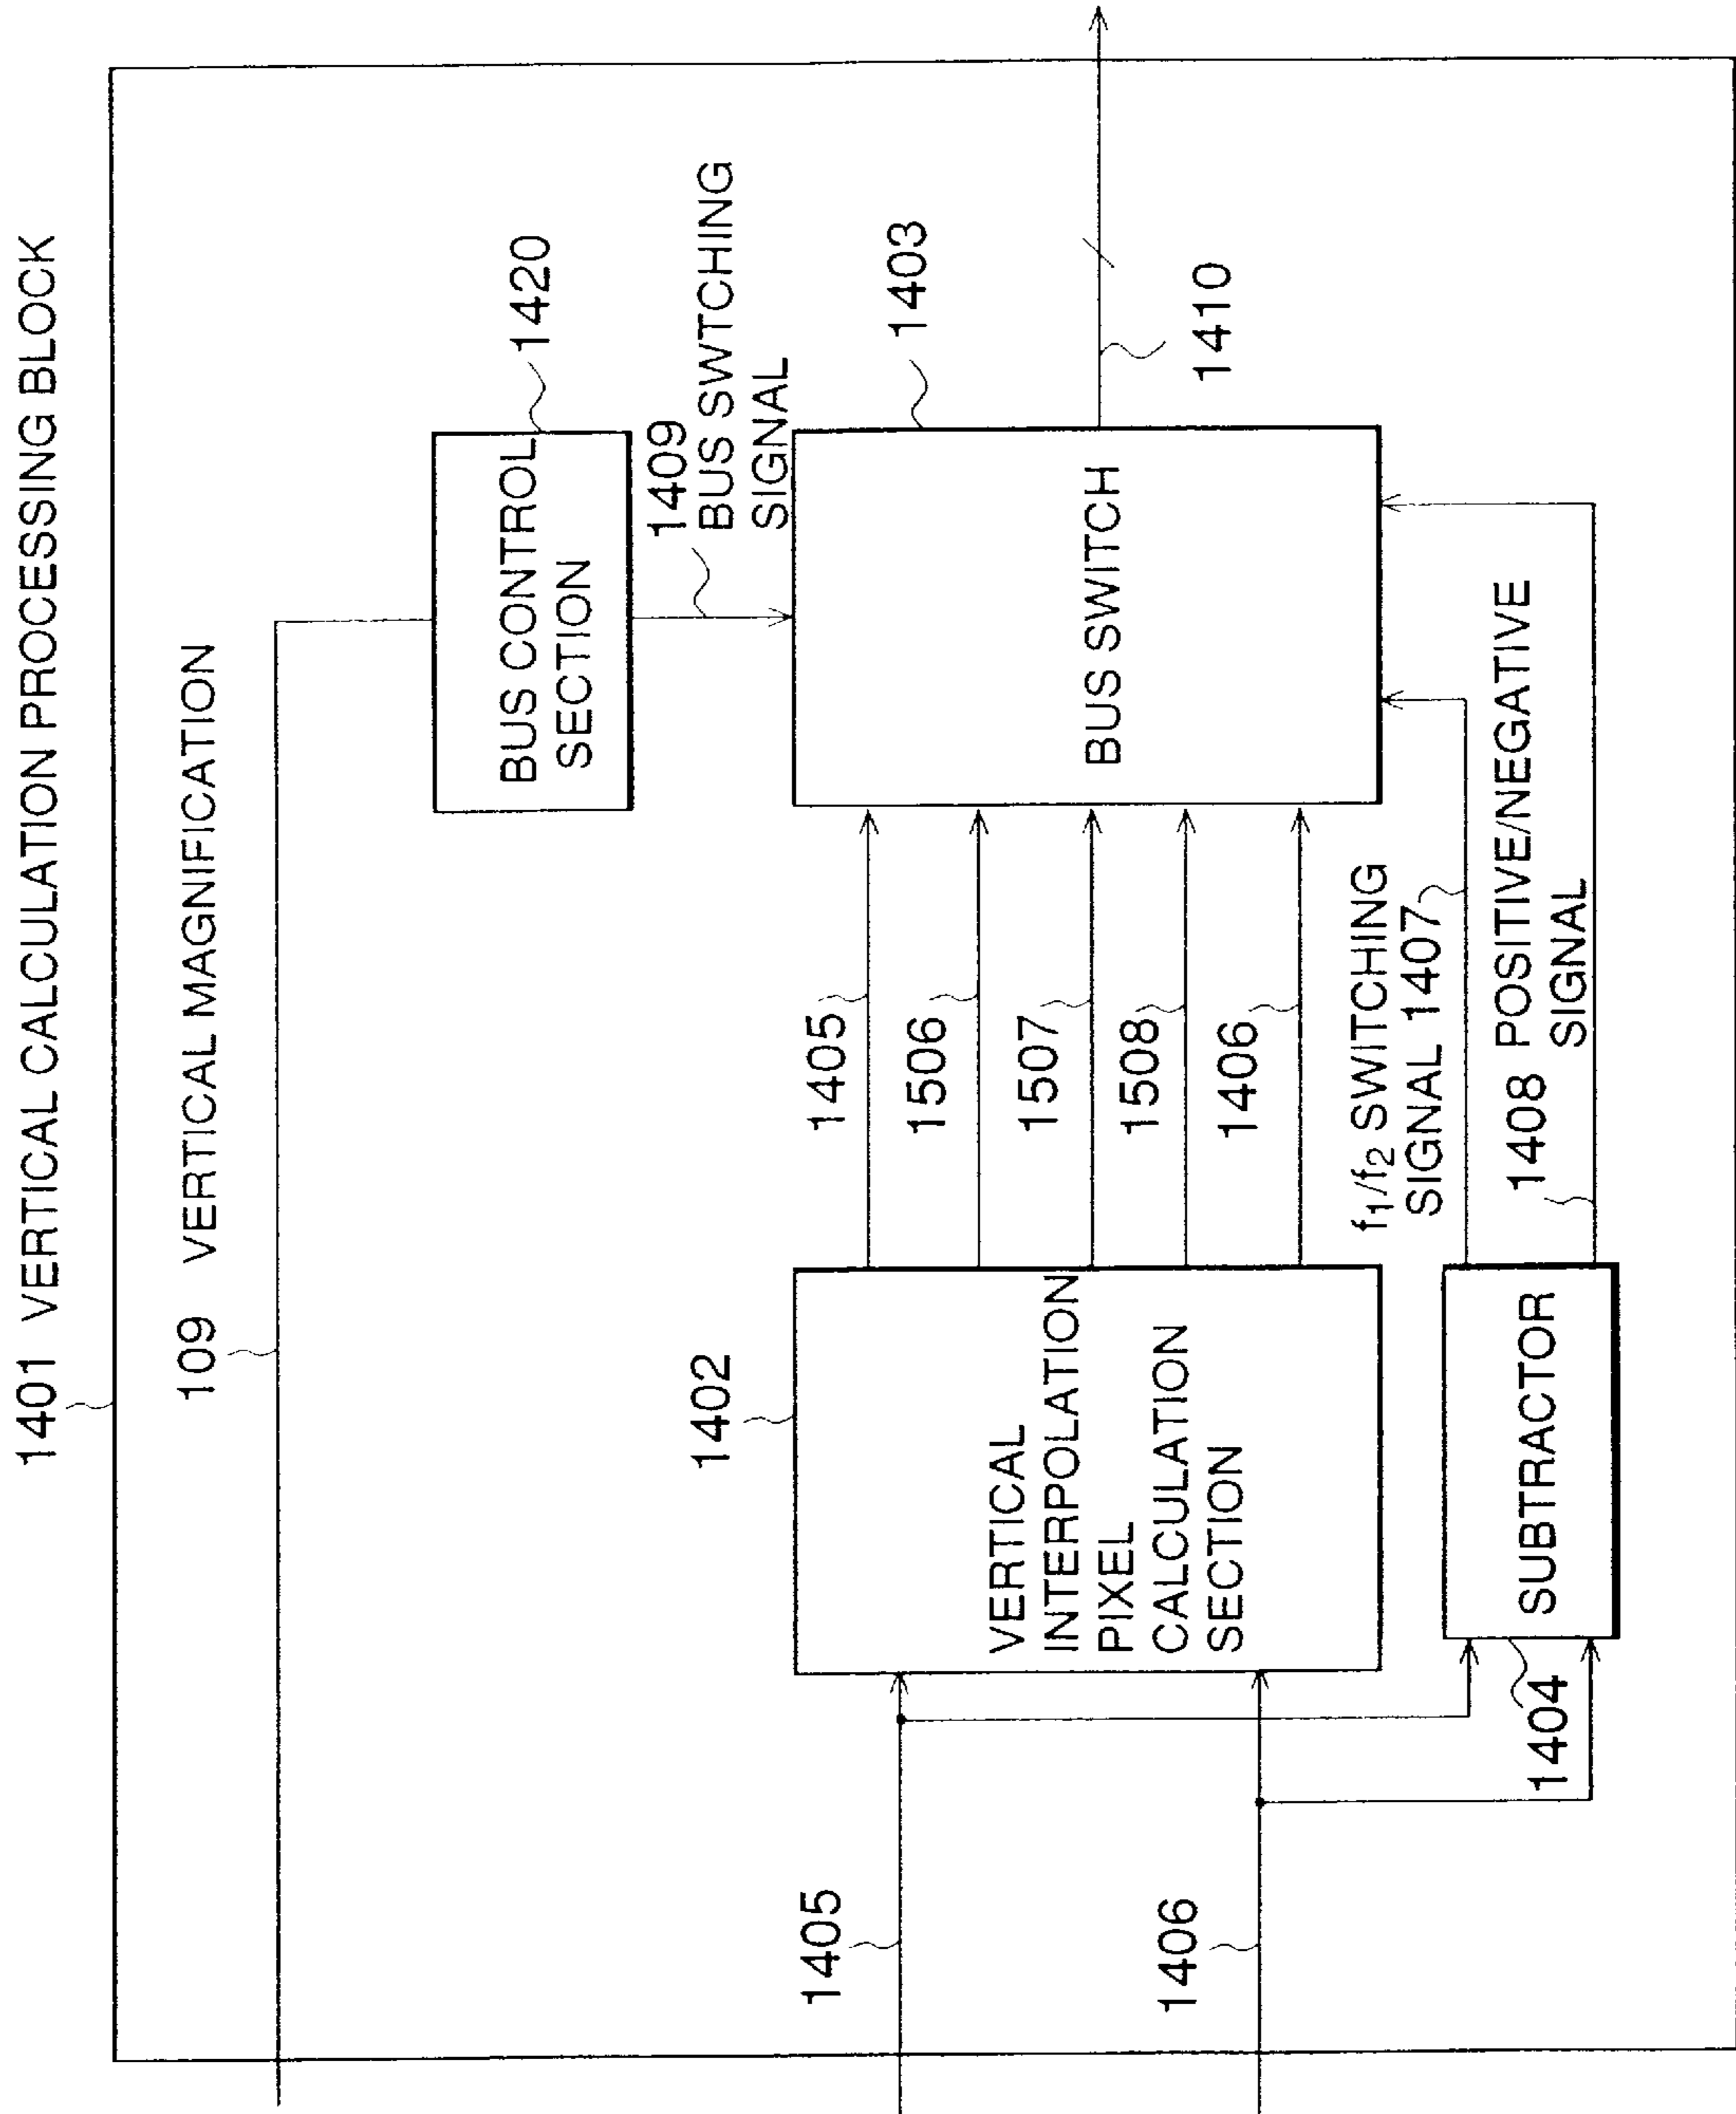 1401 VERTICAL CALCULATION PROCESSING BLOCK
109 VERTICAL MAGNIFICATION
BUS CONTROL
SECTION
1420
1409
BUS SWTCHING
SIGNAL
1402
VERTICAL
INTERPOLATION
PIXEL
CALCULATION
SECTION
1405
1506
1507
1508
1406
BUS SWITCH
1403
1410
1405
1406
f1/f2 SWITCHING
SIGNAL 1407
1408 POSITIVE/NEGATIVE
SIGNAL
SUBTRACTOR
1404